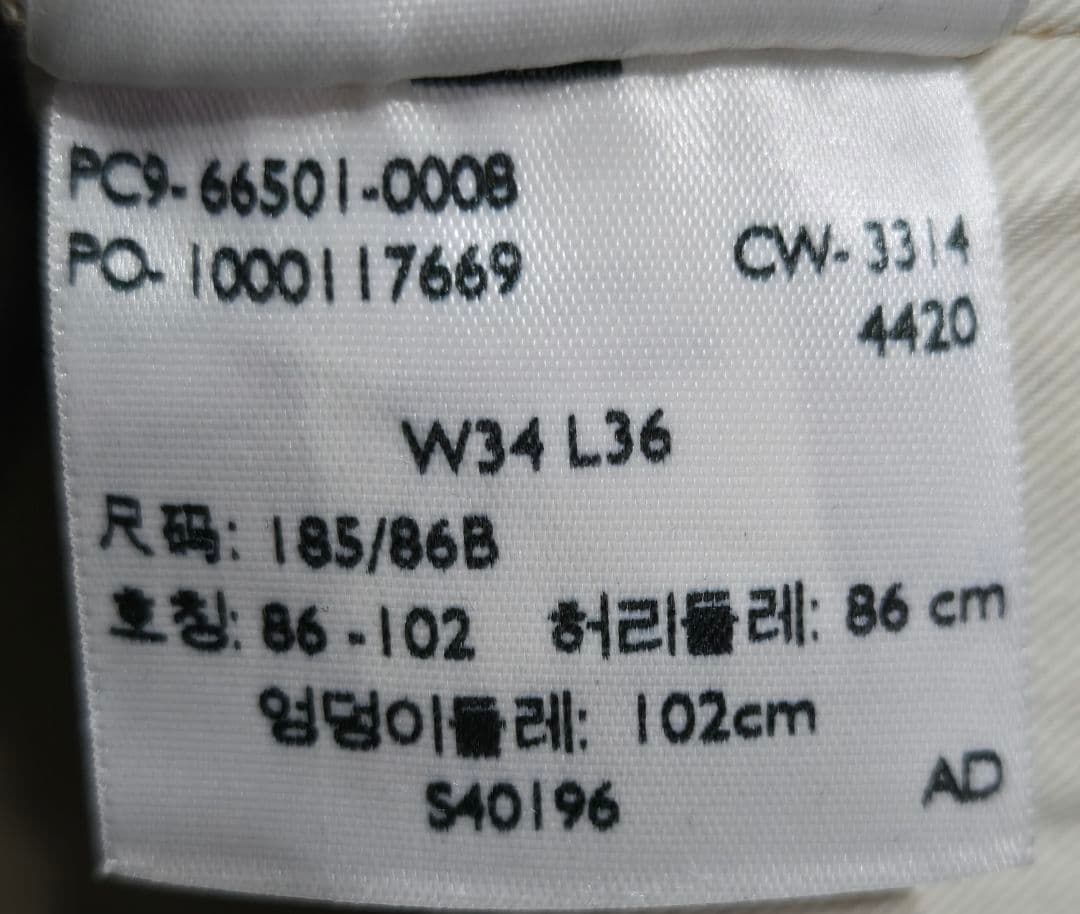 PC9-66501-0008
PO-10001117669
CW-3314
4420
W34 L36
尺码: 185/86B
호칭: 86-102 허리둘레: 86 cm
엉덩이둘레: 102cm
S40196
AD